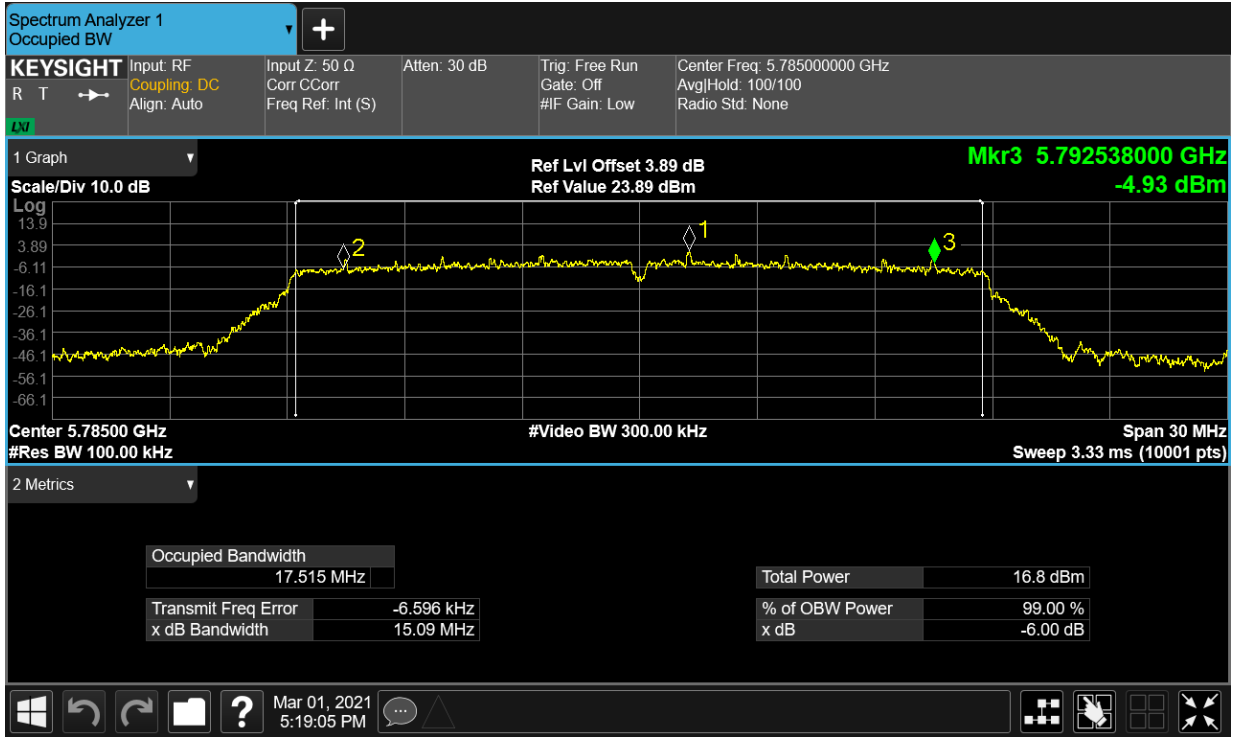 Spectrum Analyzer 1
Occupied BW
KEYSIGHT
R T
LXI
Input: RF
Coupling: DC
Align: Auto
Input Z: 50 Ω
Corr CCorr
Freq Ref: Int (S)
Atten: 30 dB
Trig: Free Run
Gate: Off
#IF Gain: Low
Center Freq: 5.785000000 GHz
Avg|Hold: 100/100
Radio Std: None
1 Graph
Scale/Div 10.0 dB
Ref Lvl Offset 3.89 dB
Ref Value 23.89 dBm
Mkr3 5.792538000 GHz
-4.93 dBm
Log
13.9
3.89
-6.11
-16.1
-26.1
-36.1
-46.1
-56.1
-66.1
2
1
3
Center 5.78500 GHz
#Res BW 100.00 kHz
#Video BW 300.00 kHz
Span 30 MHz
Sweep 3.33 ms (10001 pts)
2 Metrics
Occupied Bandwidth
17.515 MHz
Transmit Freq Error -6.596 kHz
x dB Bandwidth 15.09 MHz
Total Power 16.8 dBm
% of OBW Power 99.00 %
x dB -6.00 dB
?
Mar 01, 2021
5:19:05 PM